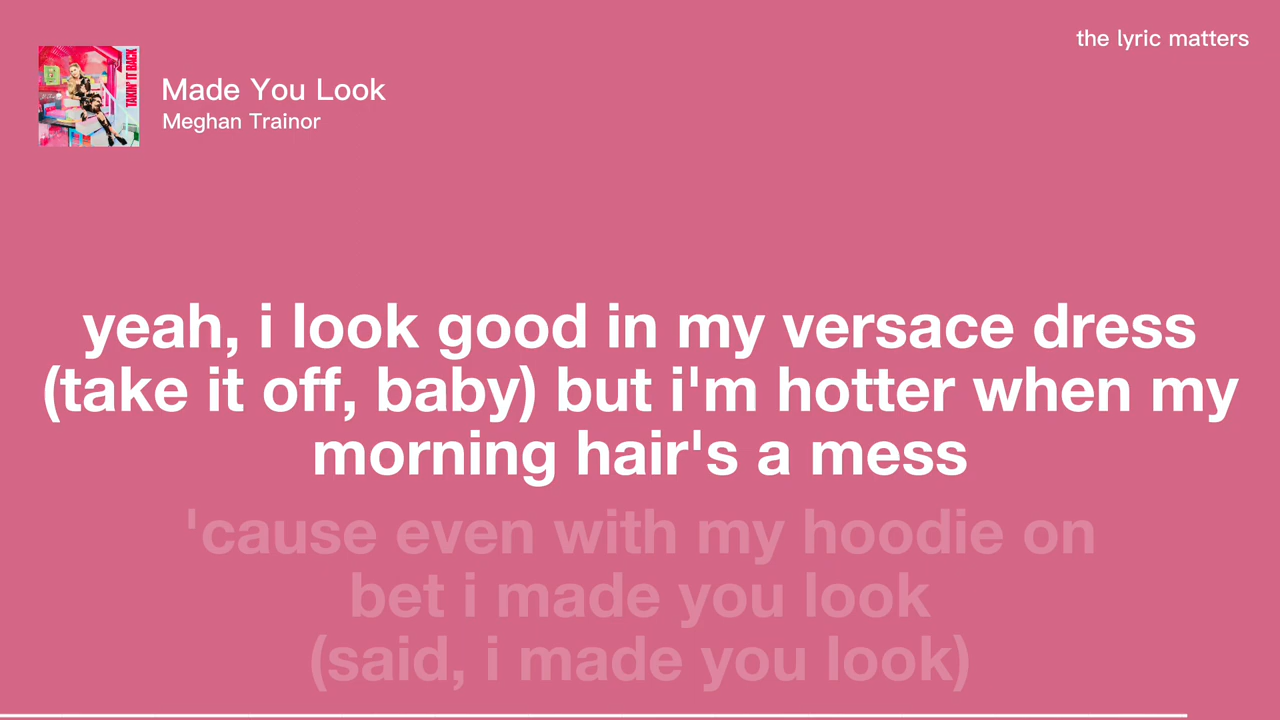 the lyric matters
TAKIN' IT BACK
Made You Look
Meghan Trainor
yeah, i look good in my versace dress
(take it off, baby) but i'm hotter when my
morning hair's a mess
'cause even with my hoodie on
bet i made you look
(said, i made you look)